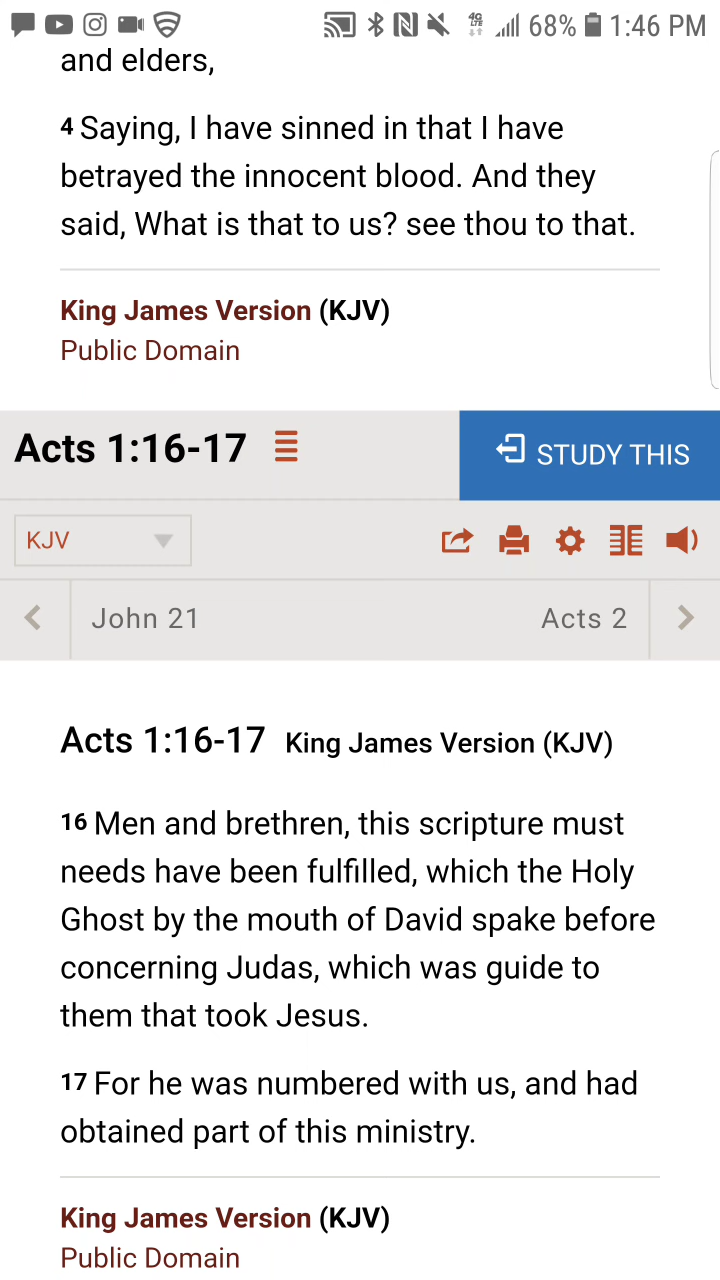 68% 1:46 PM
and elders,
4 Saying, I have sinned in that I have
betrayed the innocent blood. And they
said, What is that to us? see thou to that.
King James Version (KJV)
Public Domain
Acts 1:16-17
STUDY THIS
KJV
John 21
Acts 2
Acts 1:16-17 King James Version (KJV)
16 Men and brethren, this scripture must
needs have been fulfilled, which the Holy
Ghost by the mouth of David spake before
concerning Judas, which was guide to
them that took Jesus.
17 For he was numbered with us, and had
obtained part of this ministry.
King James Version (KJV)
Public Domain